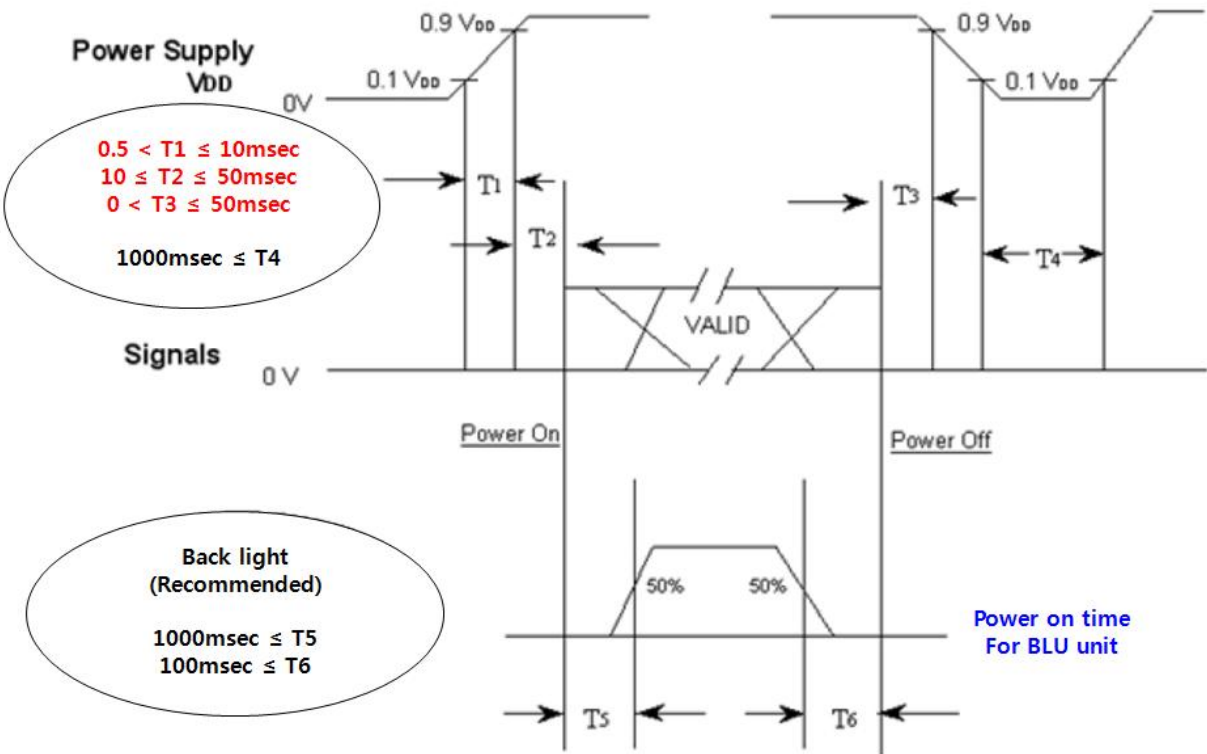 0.9 VDD
0.9 VDD
Power Supply
VDD
0.1 VDD
0.1 VDD
0V
0.5 < T1 ≤ 10msec
10 ≤ T2 ≤ 50msec
0 < T3 ≤ 50msec
1000msec ≤ T4
T1
T3
T2
T4
VALID
Signals
0 V
Power On
Power Off
Back light
(Recommended)
1000msec ≤ T5
100msec ≤ T6
50%
50%
Power on time
For BLU unit
T5
T6